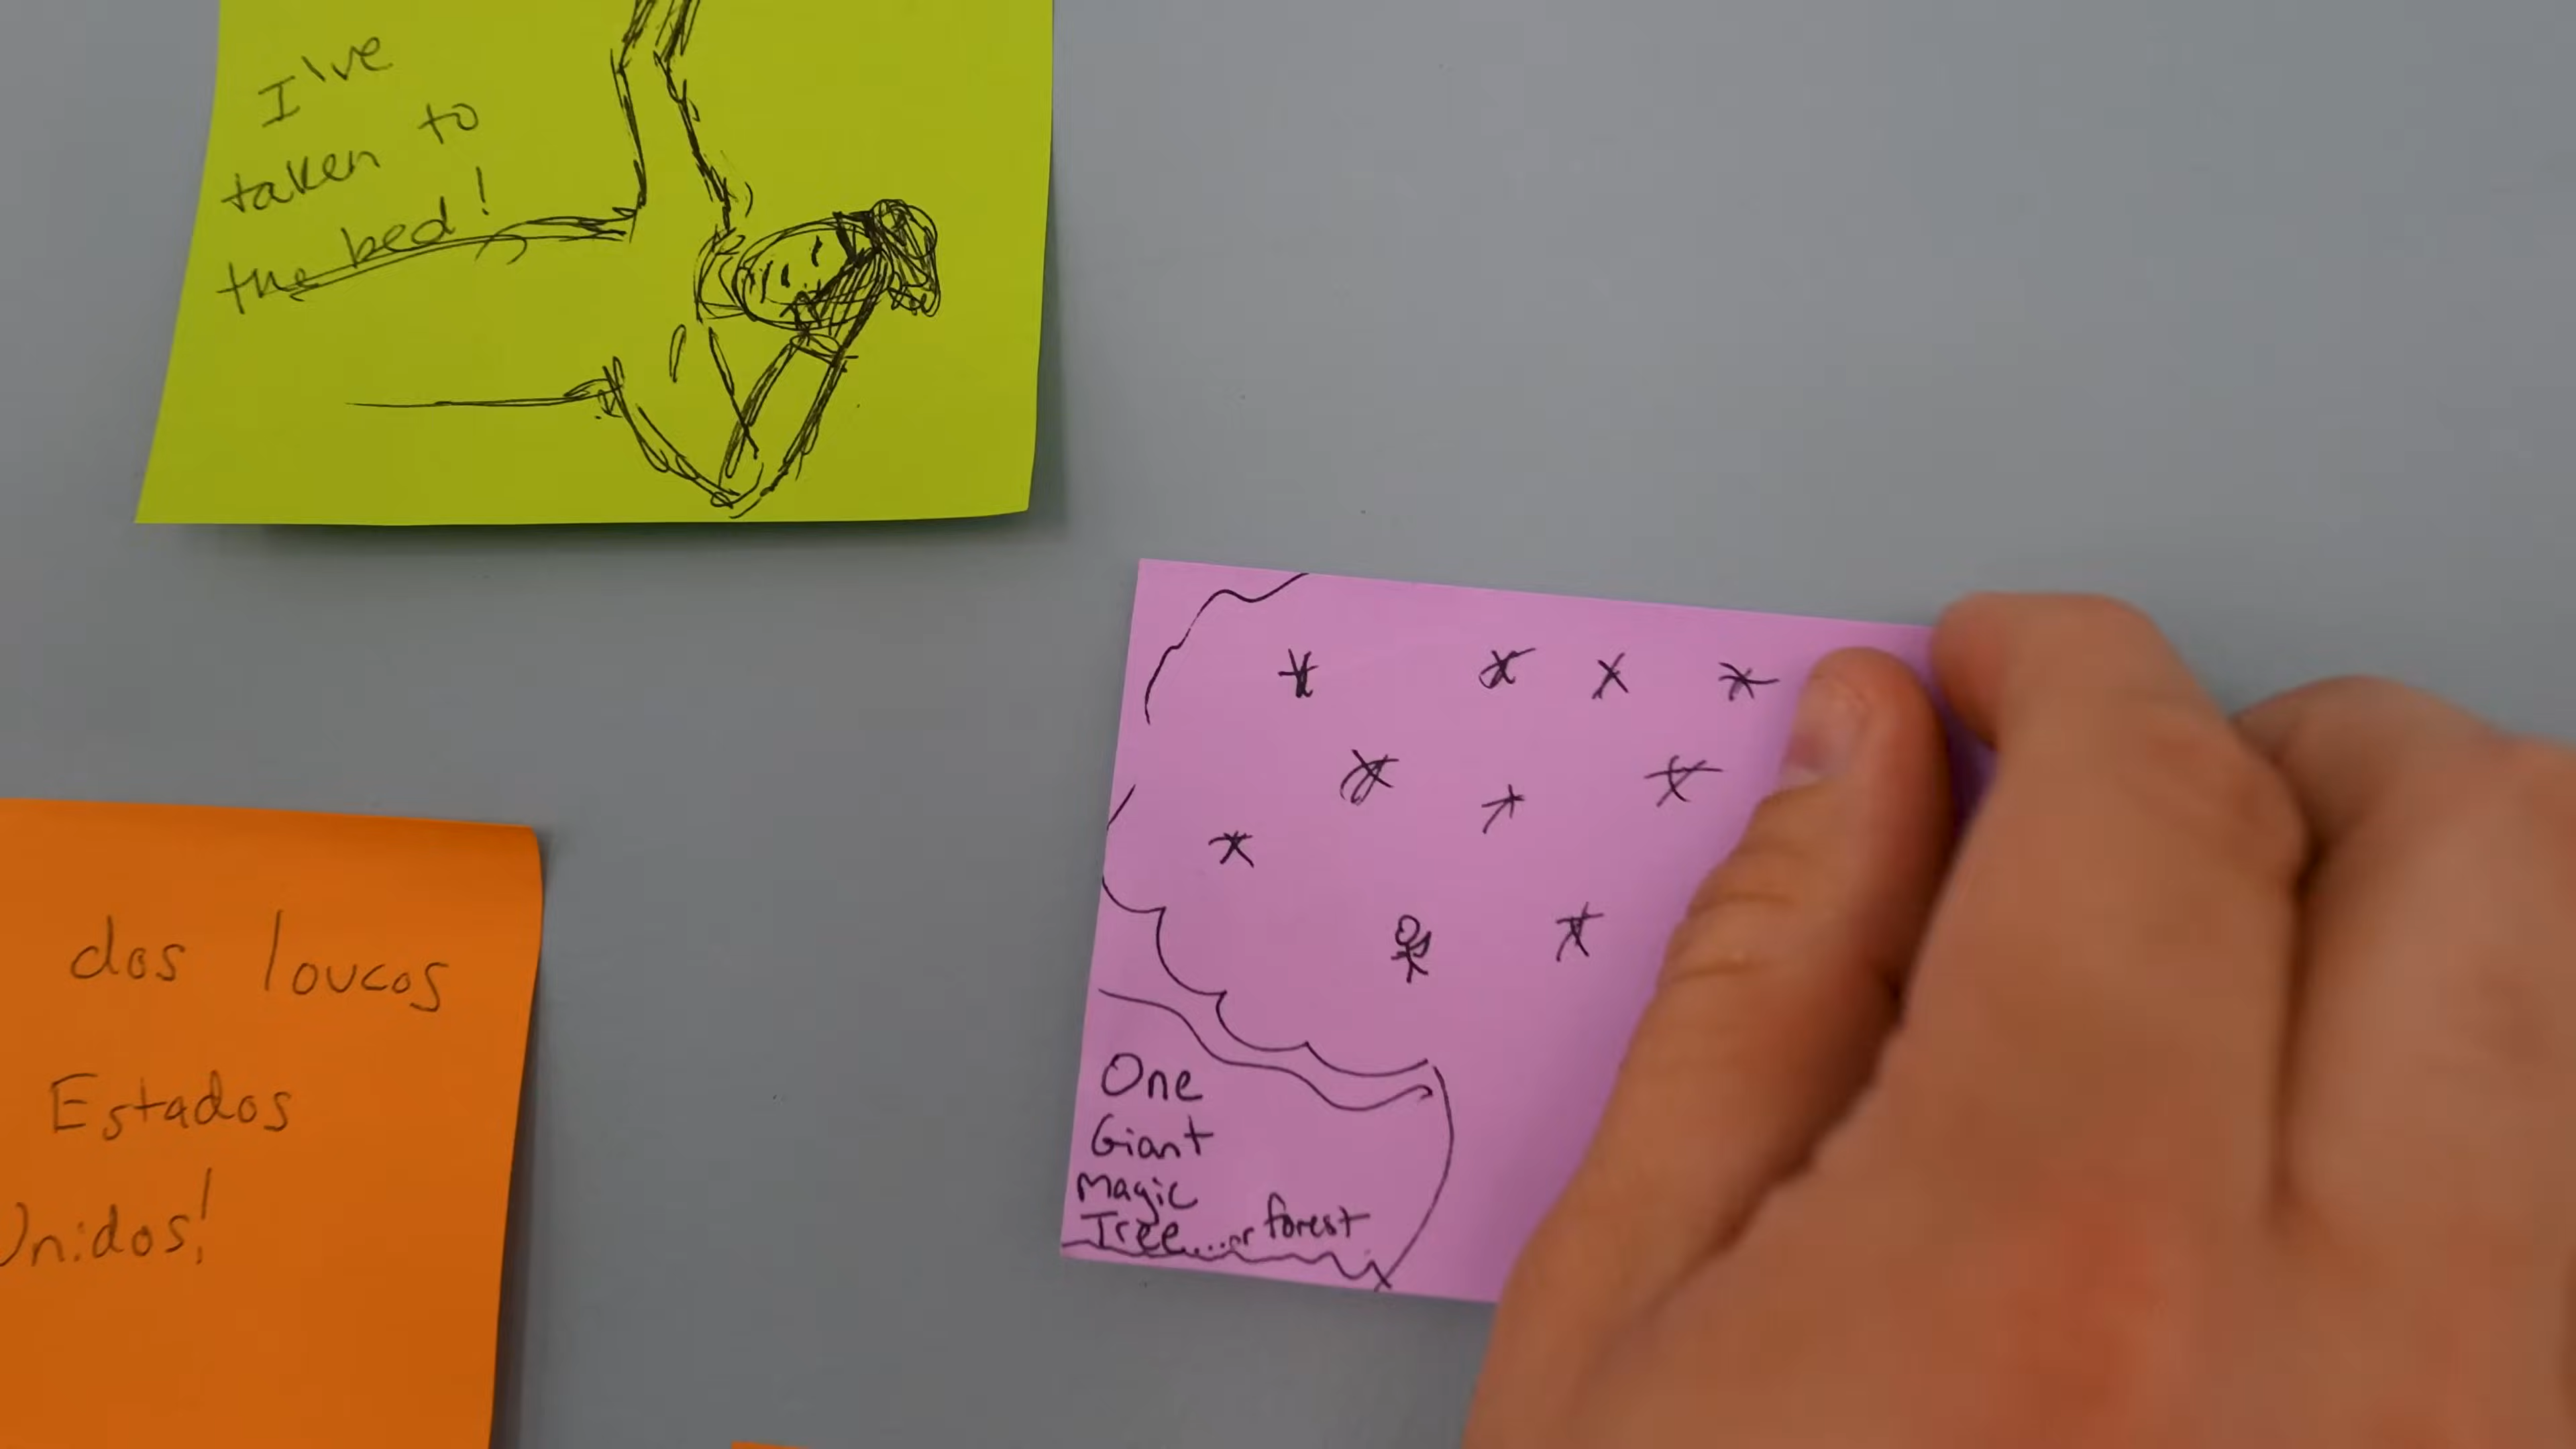 I've
taken to
the bed!
dos loucos
Estados
Unidos!
One
Giant
Magic
Tree....or forest